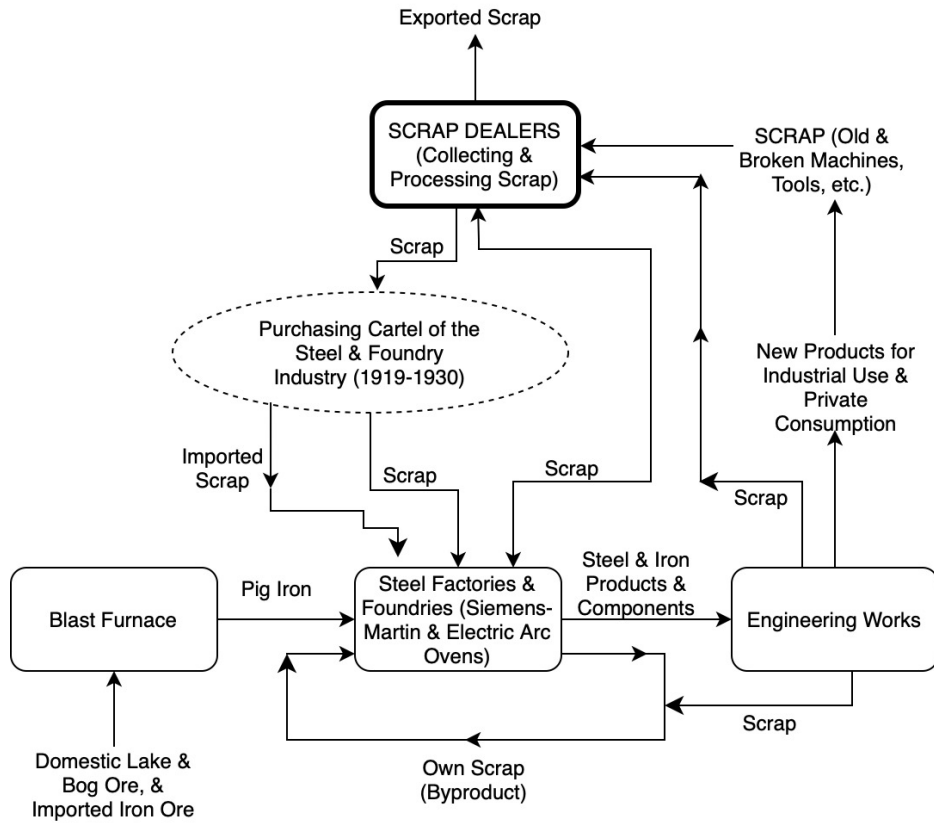 Exported Scrap
SCRAP DEALERS
(Collecting &
Processing Scrap)
SCRAP (Old &
Broken Machines,
Tools, etc.)
Scrap
Purchasing Cartel of the
Steel & Foundry
Industry (1919-1930)
New Products for
Industrial Use &
Private
Consumption
Imported
Scrap
Scrap
Scrap
Scrap
Blast Furnace
Pig Iron
Steel Factories &
Foundries (Siemens-
Martin & Electric Arc
Ovens)
Steel & Iron
Products &
Components
Engineering Works
Scrap
Own Scrap
(Byproduct)
Domestic Lake &
Bog Ore, &
Imported Iron Ore